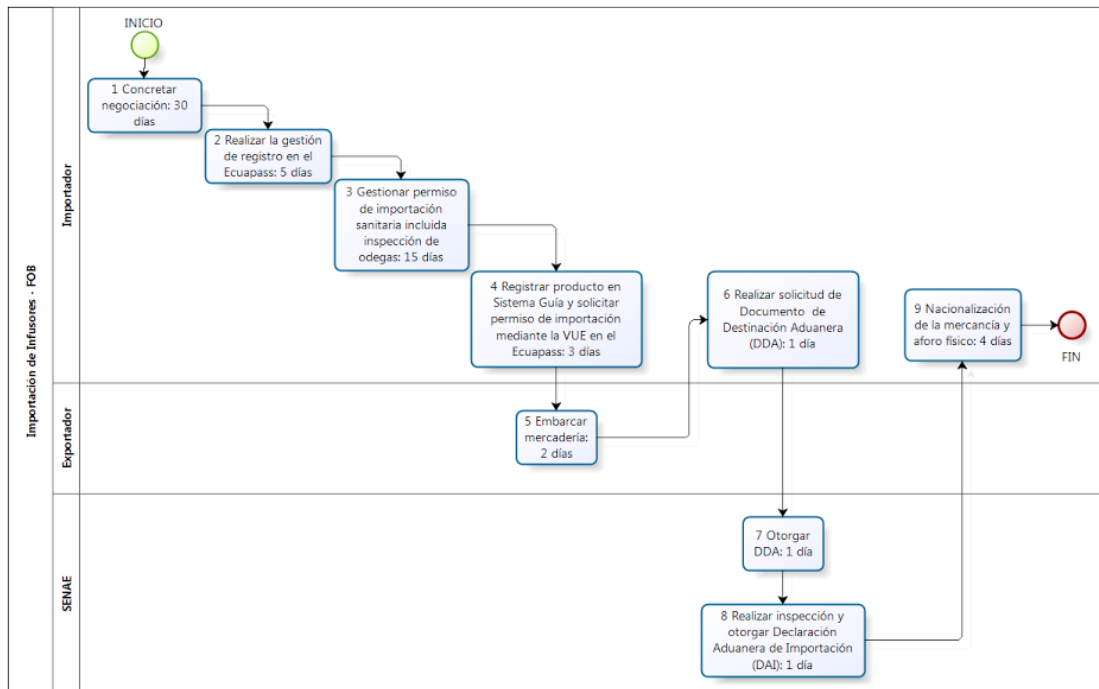 Importación de Infusores - FOB
Importador
INICIO
1 Concretar
negociación: 30
días
2 Realizar la gestión
de registro en el
Ecuapass: 5 días
3 Gestionar permiso
de importación
sanitaria incluida
inspección de
odegas: 15 días
4 Registrar producto en
Sistema Guía y solicitar
permiso de importación
mediante la VUE en el
Ecuapass: 3 días
6 Realizar solicitud de
Documento de
Destinación Aduanera
(DDA): 1 día
9 Nacionalización
de la mercancía y
aforo físico: 4 días
FIN
Exportador
5 Embarcar
mercadería:
2 días
SENAE
7 Otorgar
DDA: 1 día
8 Realizar inspección y
otorgar Declaración
Aduanera de Importación
(DAI): 1 día